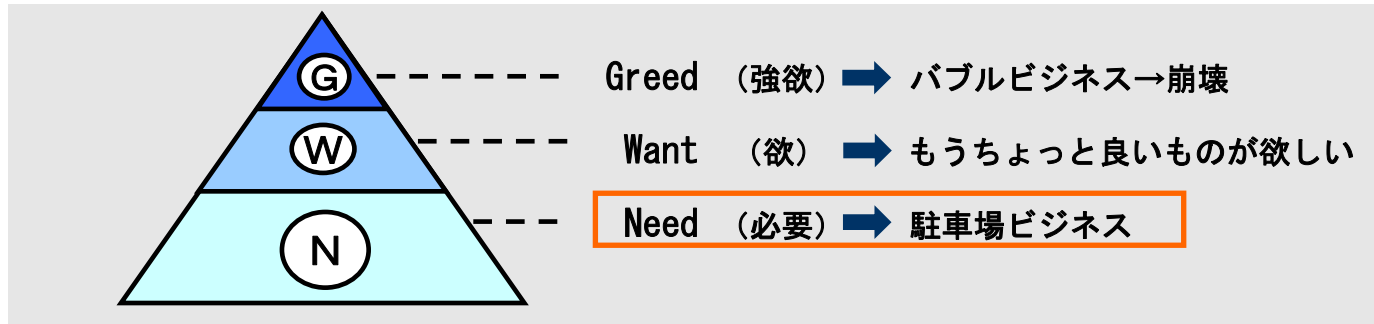 G Greed （強欲） ➡ バブルビジネス→崩壊
W Want （欲） ➡ もうちょっと良いものが欲しい
N Need （必要） ➡ 駐車場ビジネス